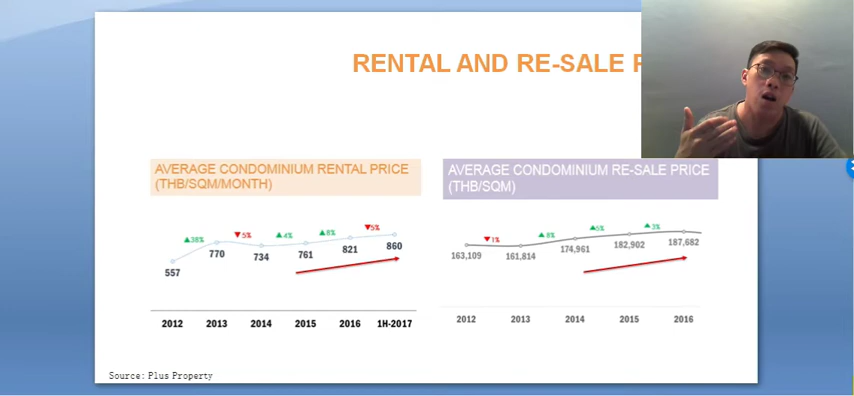 RENTAL AND RE-SALE
AVERAGE CONDOMINIUM RENTAL PRICE
(THB/SQM/MONTH)
▲38% ▼5% ▲4% ▲8% ▼5%
557 770 734 761 821 860
2012 2013 2014 2015 2016 1H-2017
AVERAGE CONDOMINIUM RE-SALE PRICE
(THB/SQM)
▼1% ▲8% ▲5% ▲3%
163,109 161,814 174,961 182,902 187,682
2012 2013 2014 2015 2016
Source: Plus Property